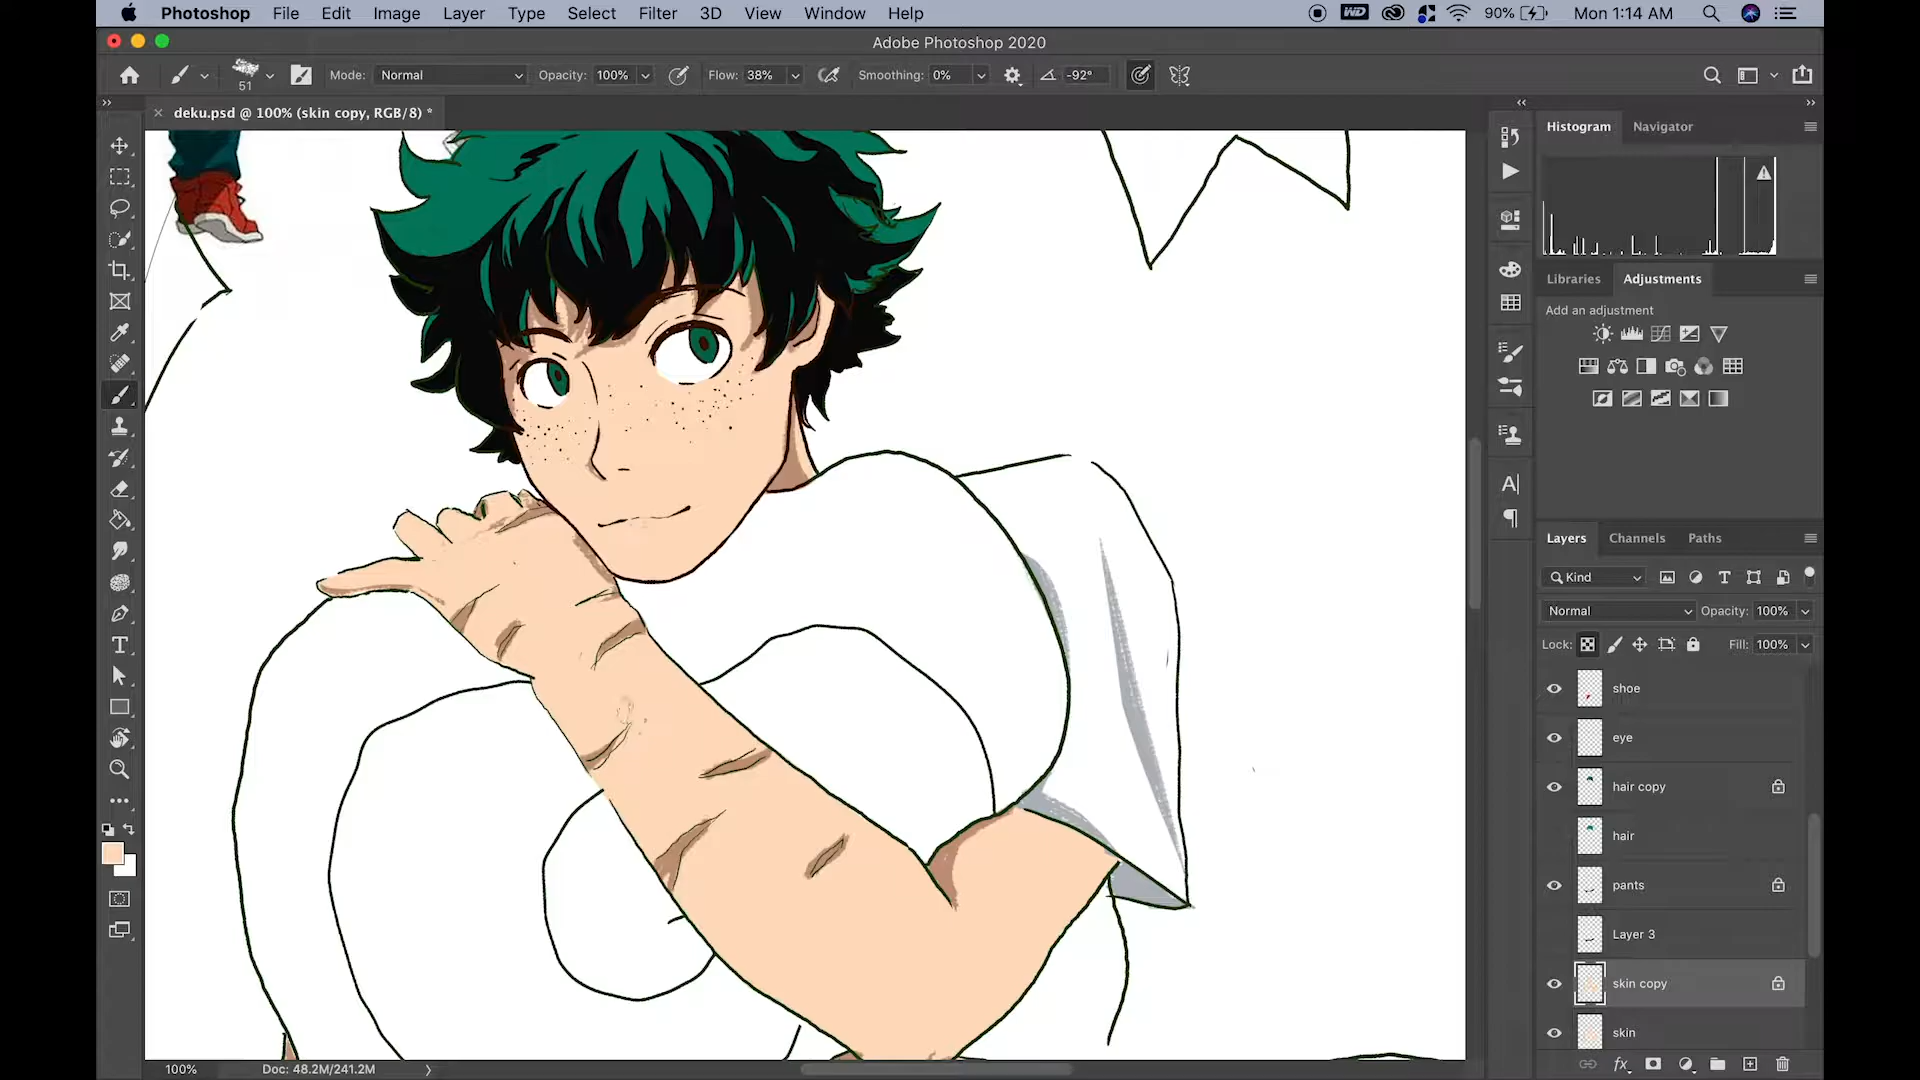 Photoshop File Edit Image Layer Type Select Filter 3D View Window Help WD 90% Mon 1:14 AM
Adobe Photoshop 2020
51 Mode: Normal Opacity: 100% Flow: 38% Smoothing: 0% -92°
deku.psd @ 100% (skin copy, RGB/8) *
Histogram Navigator
Libraries Adjustments
Add an adjustment
Layers Channels Paths
Kind
Normal Opacity: 100%
Lock: Fill: 100%
shoe
eye
hair copy
hair
pants
Layer 3
skin copy
skin
100% Doc: 48.2M/241.2M